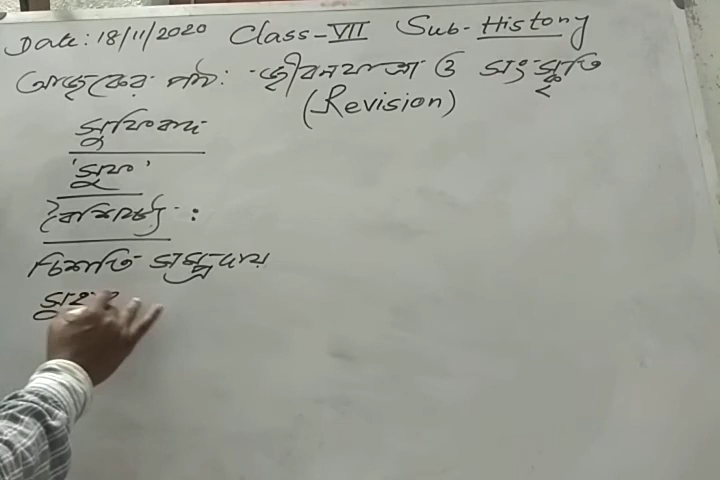 Date: 18/11/2020 Class-VII Sub-History
আজকের পাঠ: জীবনযাত্রা ও সংস্কৃতি
(Revision)
সুফিবাদ
'সুফ'
বৈশিষ্ট্য :
চিশতি সম্প্রদায়